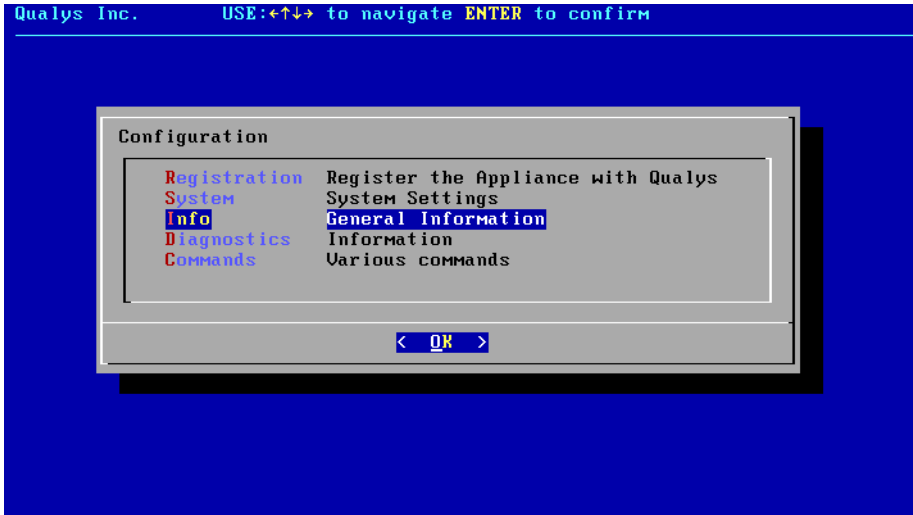 Qualys Inc. USE:←↑↓→ to navigate ENTER to confirm
Configuration
Registration Register the Appliance with Qualys
System System Settings
Info General Information
Diagnostics Information
Commands Various commands
< OK >